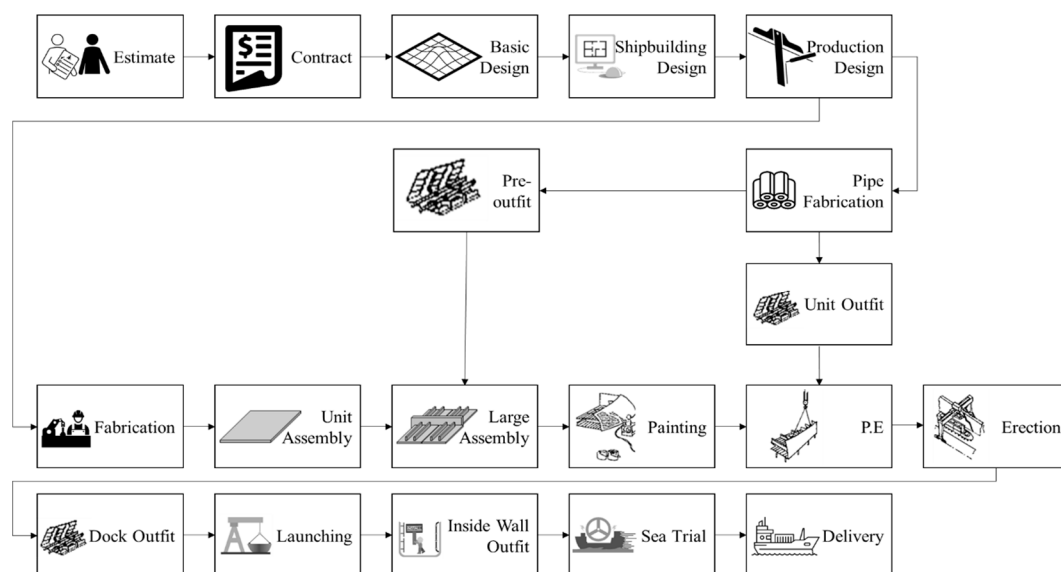 Estimate
Contract
Basic
Design
Shipbuilding
Design
Production
Design
Pre-
outfit
Pipe
Fabrication
Unit Outfit
Fabrication
Unit
Assembly
Large
Assembly
Painting
P.E
Erection
Dock Outfit
Launching
Inside Wall
Outfit
Sea Trial
Delivery